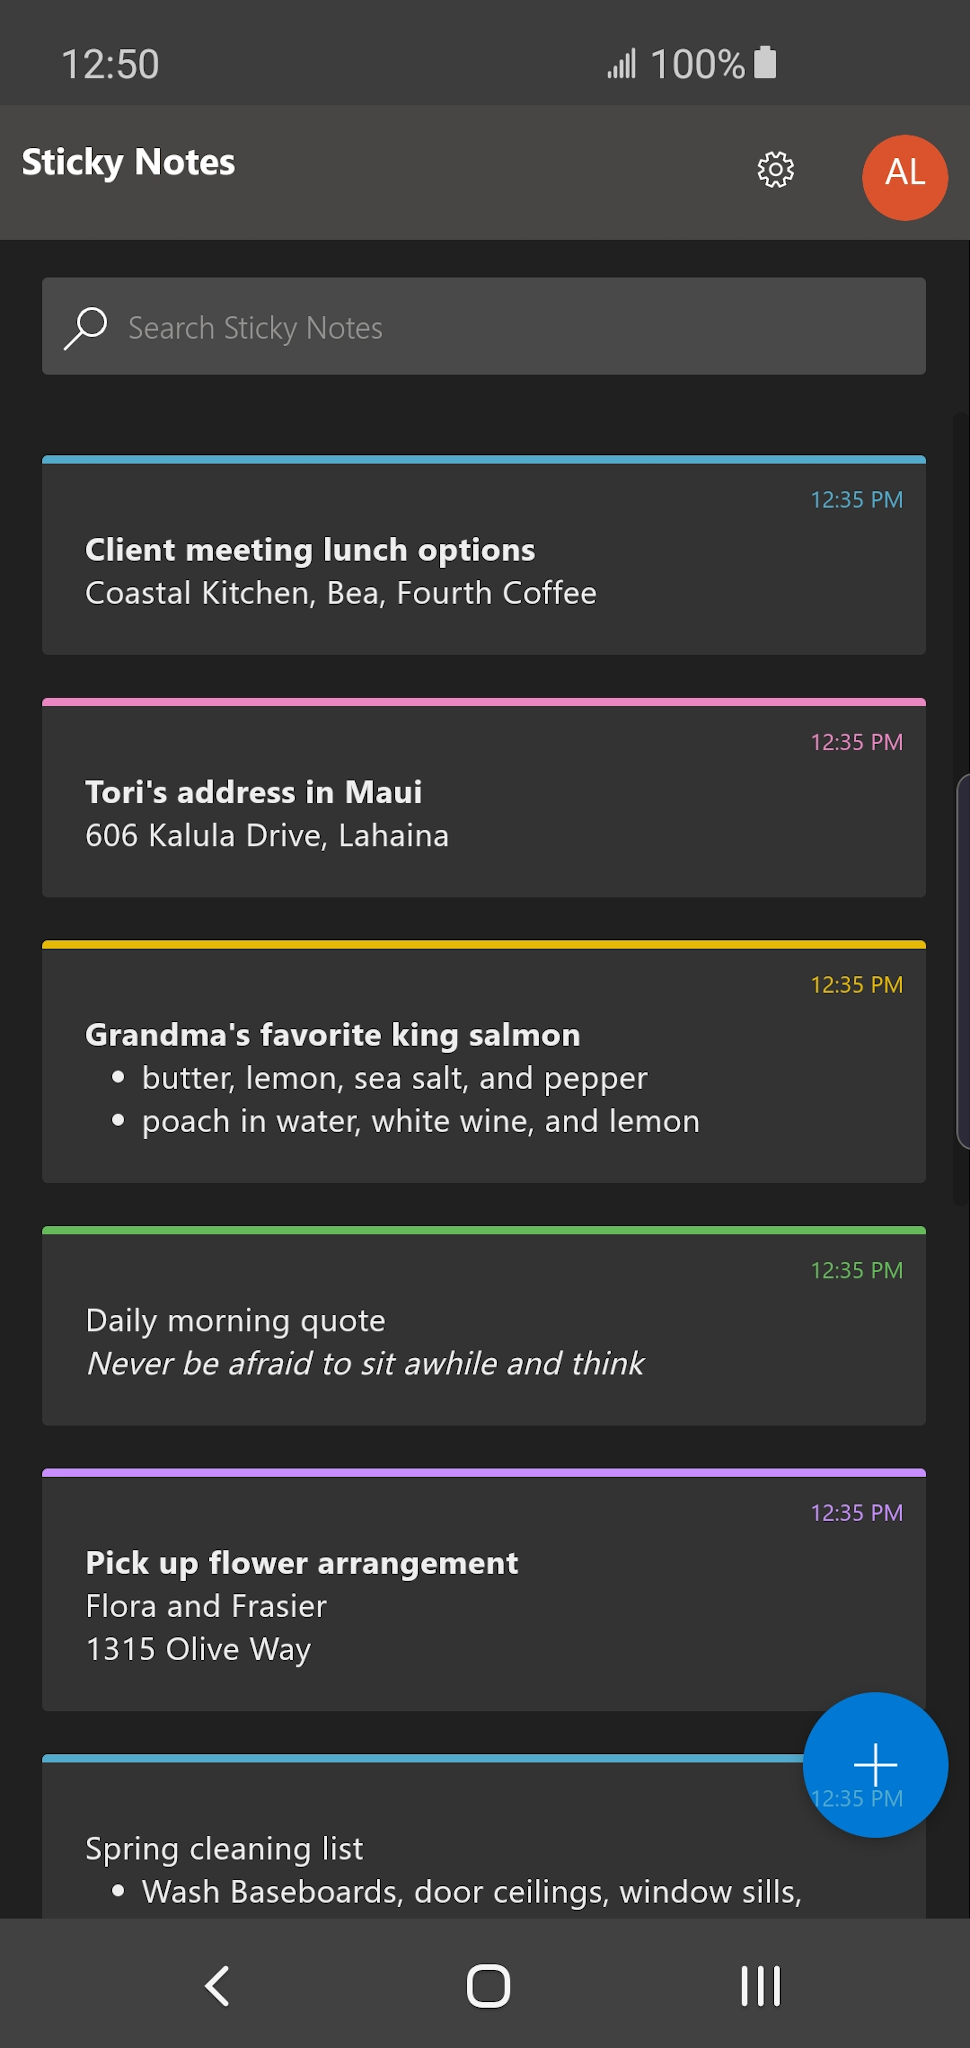 12:50
100%
Sticky Notes
AL
Search Sticky Notes
12:35 PM
Client meeting lunch options
Coastal Kitchen, Bea, Fourth Coffee
12:35 PM
Tori's address in Maui
606 Kalula Drive, Lahaina
12:35 PM
Grandma's favorite king salmon
• butter, lemon, sea salt, and pepper
• poach in water, white wine, and lemon
12:35 PM
Daily morning quote
Never be afraid to sit awhile and think
12:35 PM
Pick up flower arrangement
Flora and Frasier
1315 Olive Way
12:35 PM
Spring cleaning list
• Wash Baseboards, door ceilings, window sills,